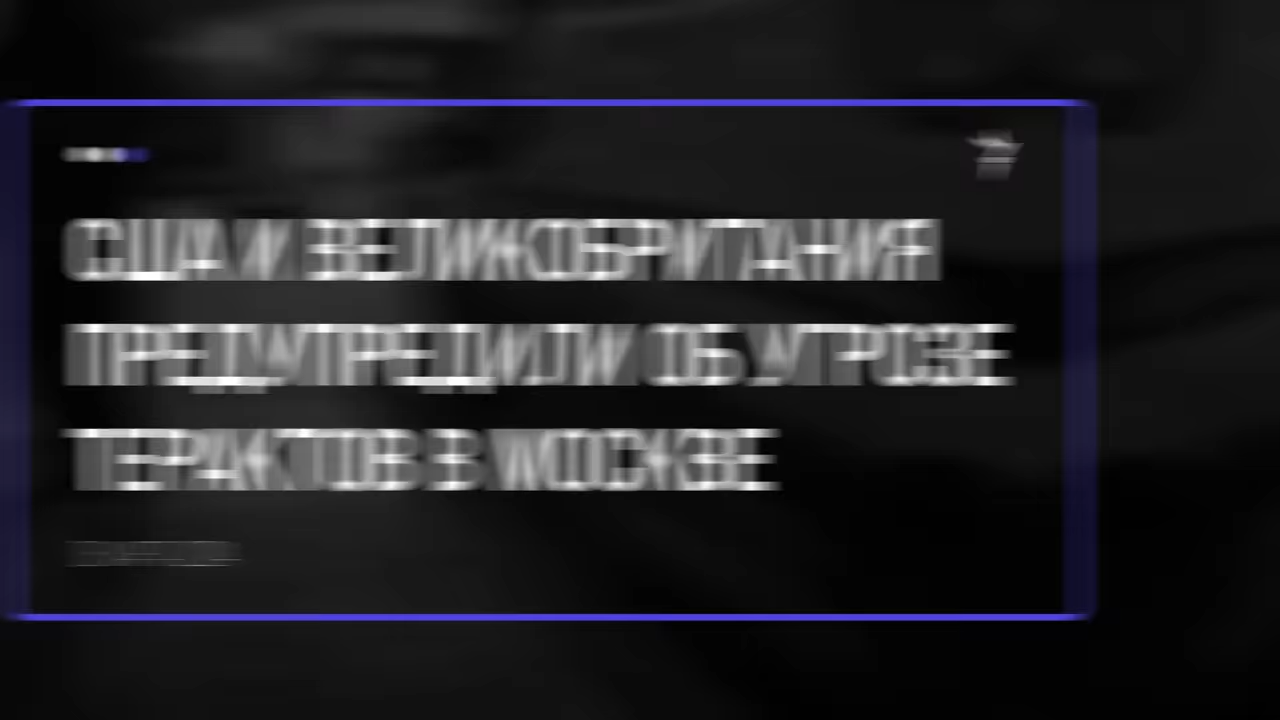 США И ВЕЛИКОБРИТАНИЯ
ПРЕДУПРЕДИЛИ ОБ УГРОЗЕ
ТЕРАКТОВ В МОСКВЕ